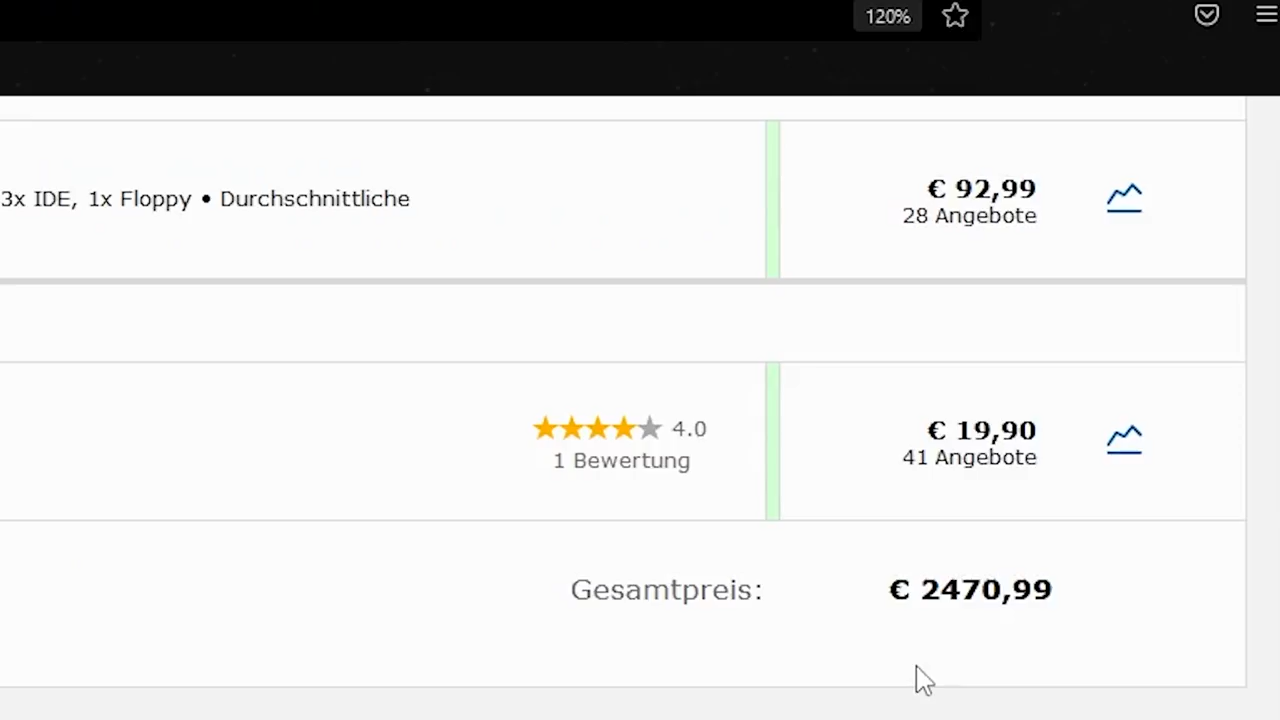 120%
3x IDE, 1x Floppy • Durchschnittliche
€ 92,99
28 Angebote
4.0
1 Bewertung
€ 19,90
41 Angebote
Gesamtpreis: € 2470,99